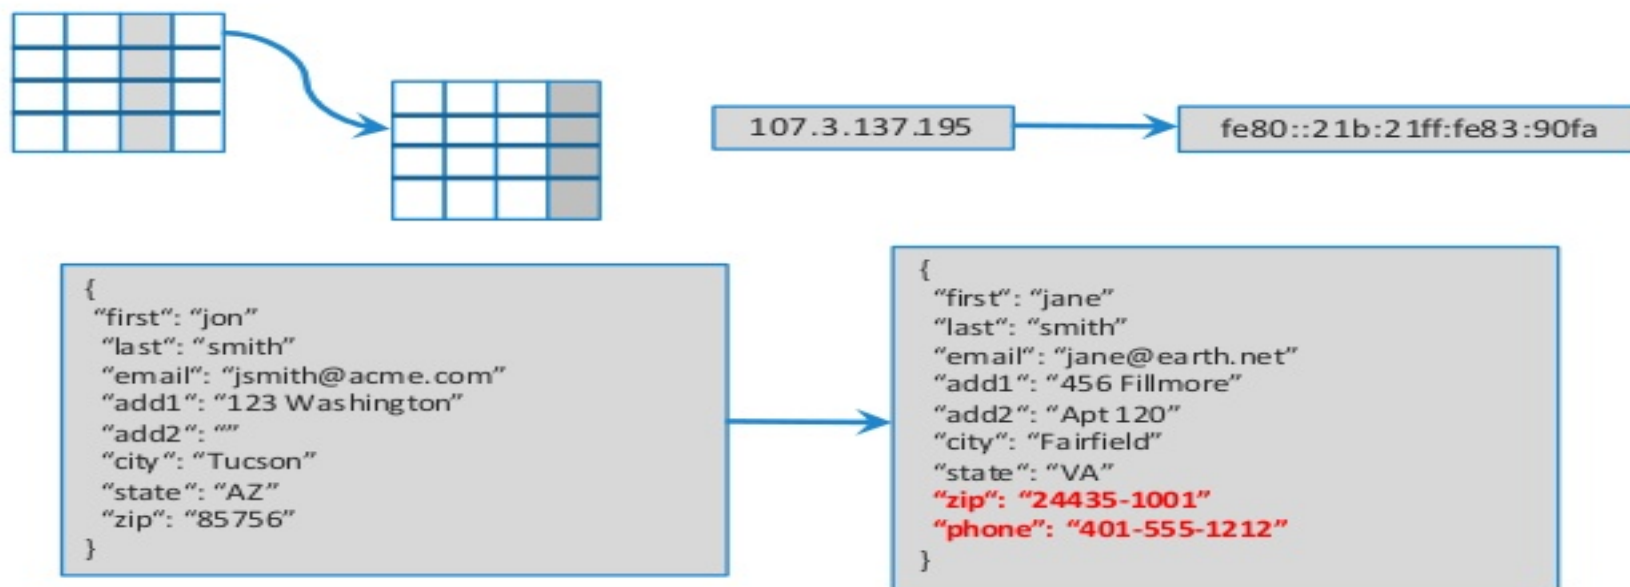 107.3.137.195
fe80::21b:21ff:fe83:90fa
{
“first“: “jon”
“last“: “smith”
“email“: “jsmith@acme.com”
“add1“: “123 Washington”
“add2“: “”
“city“: “Tucson”
“state“: “AZ”
“zip“: “85756”
}
{
“first“: “jane”
“last“: “smith”
“email“: “jane@earth.net”
“add1“: “456 Fillmore”
“add2“: “Apt 120”
“city“: “Fairfield”
“state“: “VA”
“zip“: “24435-1001”
“phone“: “401-555-1212”
}